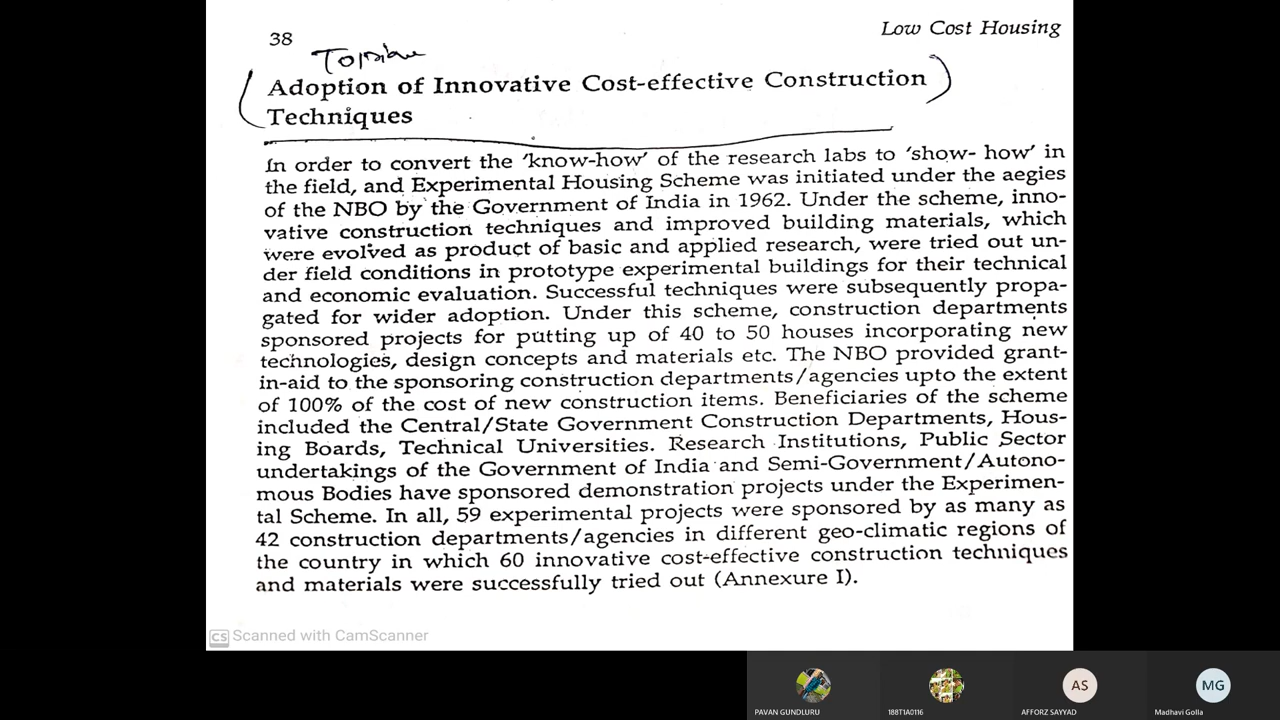 38
Low Cost Housing
Adoption of Innovative Cost-effective Construction
Techniques
In order to convert the 'know-how' of the research labs to 'show- how' in
the field, and Experimental Housing Scheme was initiated under the aegies
of the NBO by the Government of India in 1962. Under the scheme, inno-
vative construction techniques and improved building materials, which
were evolved as product of basic and applied research, were tried out un-
der field conditions in prototype experimental buildings for their technical
and economic evaluation. Successful techniques were subsequently propa-
gated for wider adoption. Under this scheme, construction departments
sponsored projects for putting up of 40 to 50 houses incorporating new
technologies, design concepts and materials etc. The NBO provided grant-
in-aid to the sponsoring construction departments/agencies upto the extent
of 100% of the cost of new construction items. Beneficiaries of the scheme
included the Central/State Government Construction Departments, Hous-
ing Boards, Technical Universities. Research Institutions, Public Sector
undertakings of the Government of India and Semi-Government/Autono-
mous Bodies have sponsored demonstration projects under the Experimen-
tal Scheme. In all, 59 experimental projects were sponsored by as many as
42 construction departments/agencies in different geo-climatic regions of
the country in which 60 innovative cost-effective construction techniques
and materials were successfully tried out (Annexure I).
CS Scanned with CamScanner
AS
MG
PAVAN GUNDLURU
188T1A0116
AFFORZ SAYYAD
Madhavi Golla